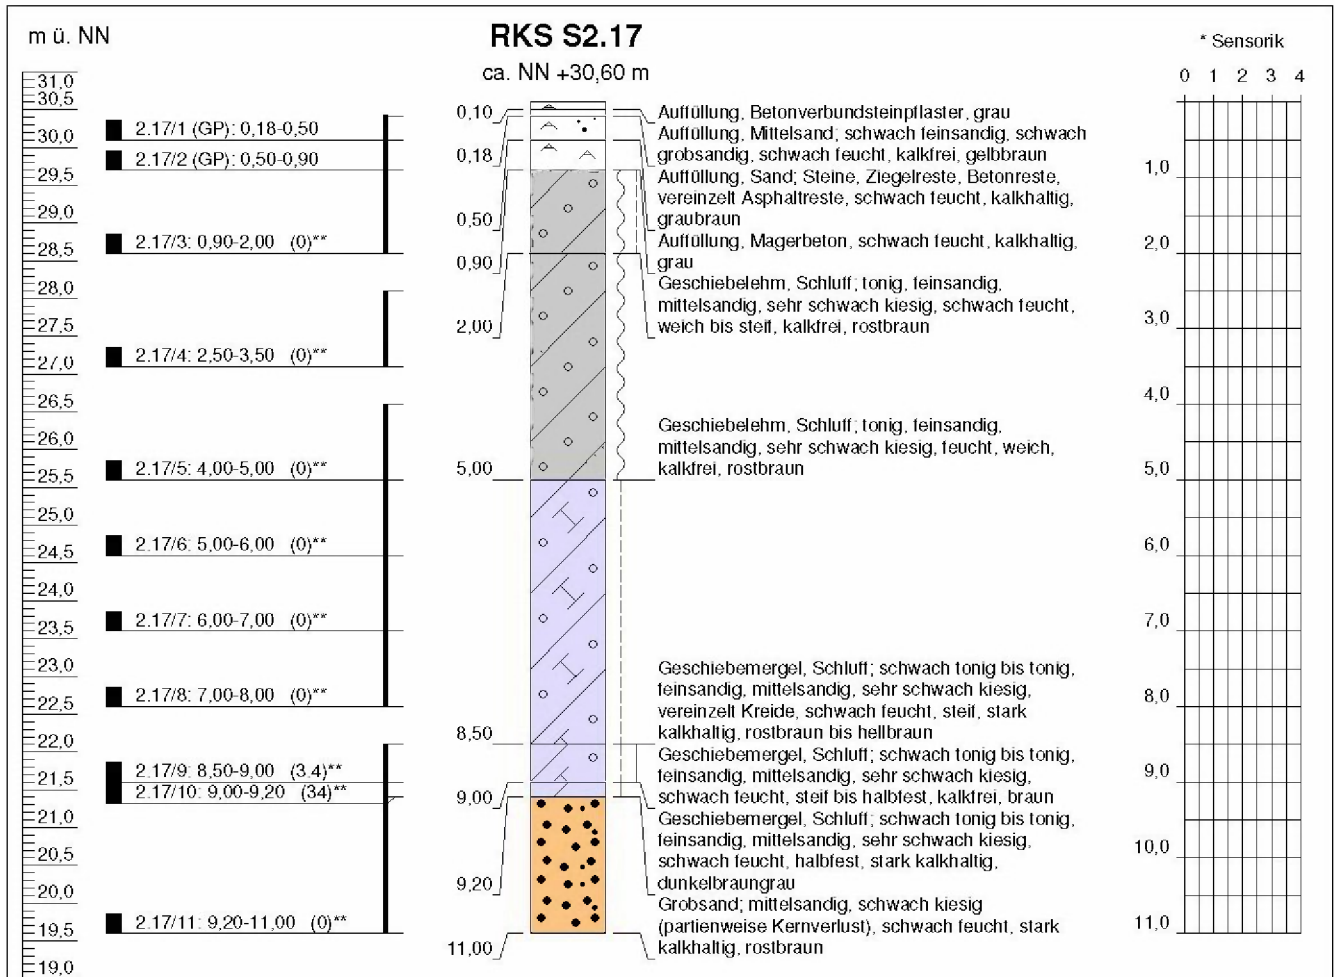 m ü. NN
RKS S2.17
ca. NN +30,60 m
* Sensorik
0 1 2 3 4
31,0
30,5
30,0
29,5
29,0
28,5
28,0
27,5
27,0
26,5
26,0
25,5
25,0
24,5
24,0
23,5
23,0
22,5
22,0
21,5
21,0
20,5
20,0
19,5
19,0
2.17/1 (GP): 0,18-0,50
2.17/2 (GP): 0,50-0,90
2.17/3: 0,90-2,00 (0)**
2.17/4: 2,50-3,50 (0)**
2.17/5: 4,00-5,00 (0)**
2.17/6: 5,00-6,00 (0)**
2.17/7: 6,00-7,00 (0)**
2.17/8: 7,00-8,00 (0)**
2.17/9: 8,50-9,00 (3.4)**
2.17/10: 9,00-9,20 (34)**
2.17/11: 9,20-11,00 (0)**
0,10
0,18
0,50
0,90
2,00
5,00
8,50
9,00
9,20
11,00
Auffüllung, Betonverbundsteinpflaster, grau
Auffüllung, Mittelsand; schwach feinsandig, schwach
grobsandig, schwach feucht, kalkfrei, gelbbraun
Auffüllung, Sand; Steine, Ziegelreste, Betonreste,
vereinzelt Asphaltreste, schwach feucht, kalkhaltig,
graubraun
Auffüllung, Magerbeton, schwach feucht, kalkhaltig,
grau
Geschiebelehm, Schluff; tonig, feinsandig,
mittelsandig, sehr schwach kiesig, schwach feucht,
weich bis steif, kalkfrei, rostbraun
Geschiebelehm, Schluff; tonig, feinsandig,
mittelsandig, sehr schwach kiesig, feucht, weich,
kalkfrei, rostbraun
Geschiebemergel, Schluff; schwach tonig bis tonig,
feinsandig, mittelsandig, sehr schwach kiesig,
vereinzelt Kreide, schwach feucht, steif, stark
kalkhaltig, rostbraun bis hellbraun
Geschiebemergel, Schluff; schwach tonig bis tonig,
feinsandig, mittelsandig, sehr schwach kiesig,
schwach feucht, steif bis halbfest, kalkfrei, braun
Geschiebemergel, Schluff; schwach tonig bis tonig,
feinsandig, mittelsandig, sehr schwach kiesig,
schwach feucht, halbfest, stark kalkhaltig,
dunkelbraungrau
Grobsand; mittelsandig, schwach kiesig
(partienweise Kernverlust), schwach feucht, stark
kalkhaltig, rostbraun
1,0
2,0
3,0
4,0
5,0
6,0
7,0
8,0
9,0
10,0
11,0